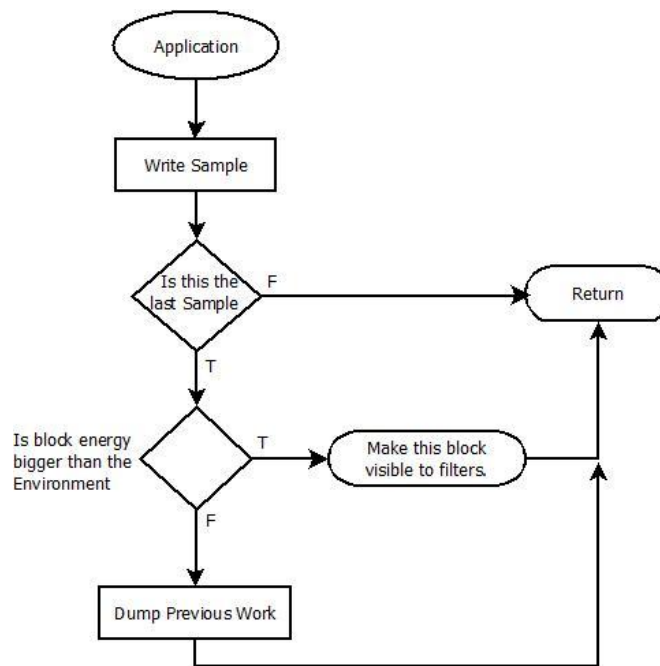 Application
Write Sample
Is this the
last Sample
F
Return
T
Is block energy
bigger than the
Environment
T
Make this block
visible to filters.
F
Dump Previous Work